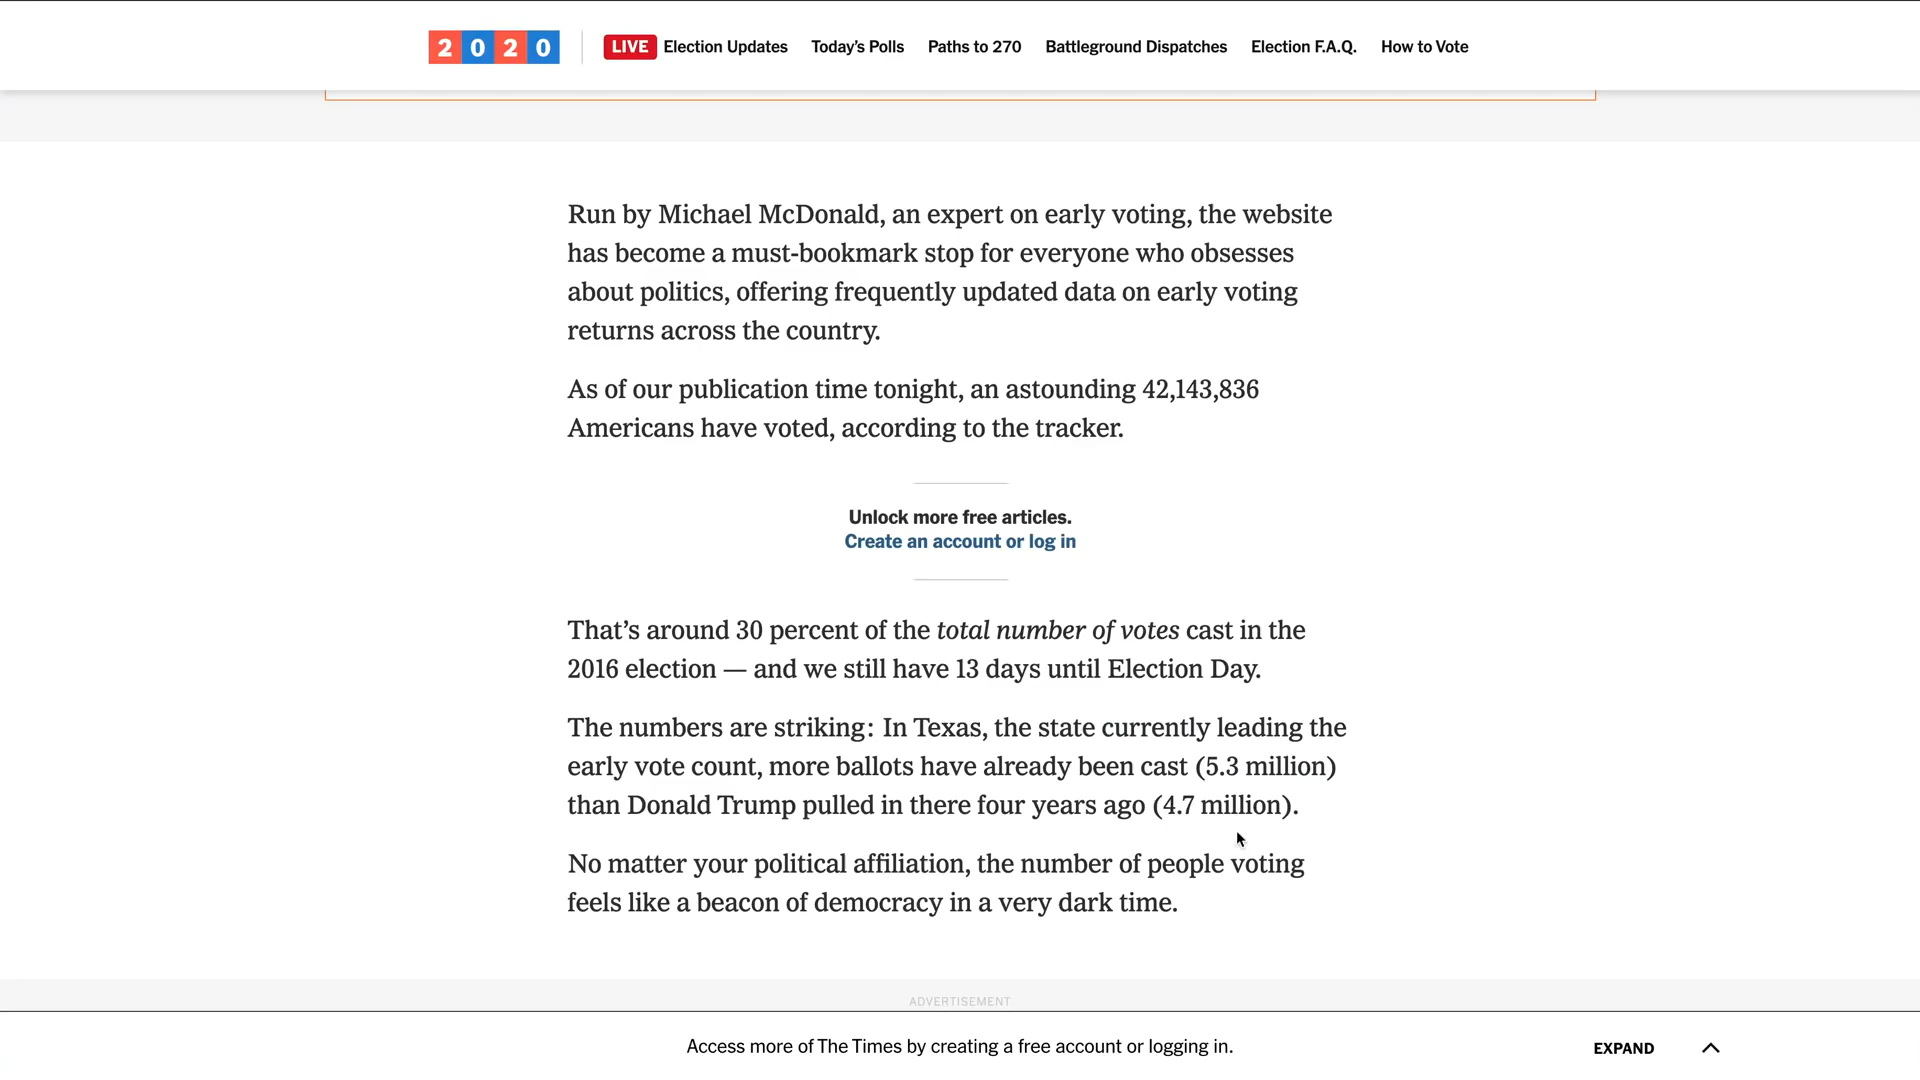 2020
LIVE Election Updates Today’s Polls Paths to 270 Battleground Dispatches Election F.A.Q. How to Vote
Run by Michael McDonald, an expert on early voting, the website
has become a must-bookmark stop for everyone who obsesses
about politics, offering frequently updated data on early voting
returns across the country.
As of our publication time tonight, an astounding 42,143,836
Americans have voted, according to the tracker.
Unlock more free articles.
Create an account or log in
That’s around 30 percent of the total number of votes cast in the
2016 election — and we still have 13 days until Election Day.
The numbers are striking: In Texas, the state currently leading the
early vote count, more ballots have already been cast (5.3 million)
than Donald Trump pulled in there four years ago (4.7 million).
No matter your political affiliation, the number of people voting
feels like a beacon of democracy in a very dark time.
ADVERTISEMENT
Access more of The Times by creating a free account or logging in.
EXPAND